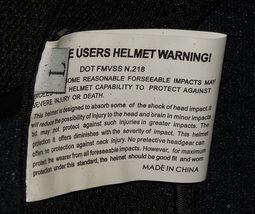 L
E USERS HELMET WARNING!
DOT FMVSS N.218
SOME REASONABLE FORSEEABLE IMPACTS MAY
HELMET CAPABILITY TO PROTECT AGAINST
SEVERE INJURY OR DEATH.
This helmet is designed to absorb some of the shock of head impact. It
will reduce the possibility of injury to the head and brain in minor impacts
but may not protect against such injuries in greater impacts. The
protection it offers diminishes with the severity of impact. This helmet
offers no protection against neck injury. No protective headgear can
protect the wearer from all forseeable impacts. However, for maximum
protection under this standard, the helmet should be good fit and worn
MADE IN CHINA